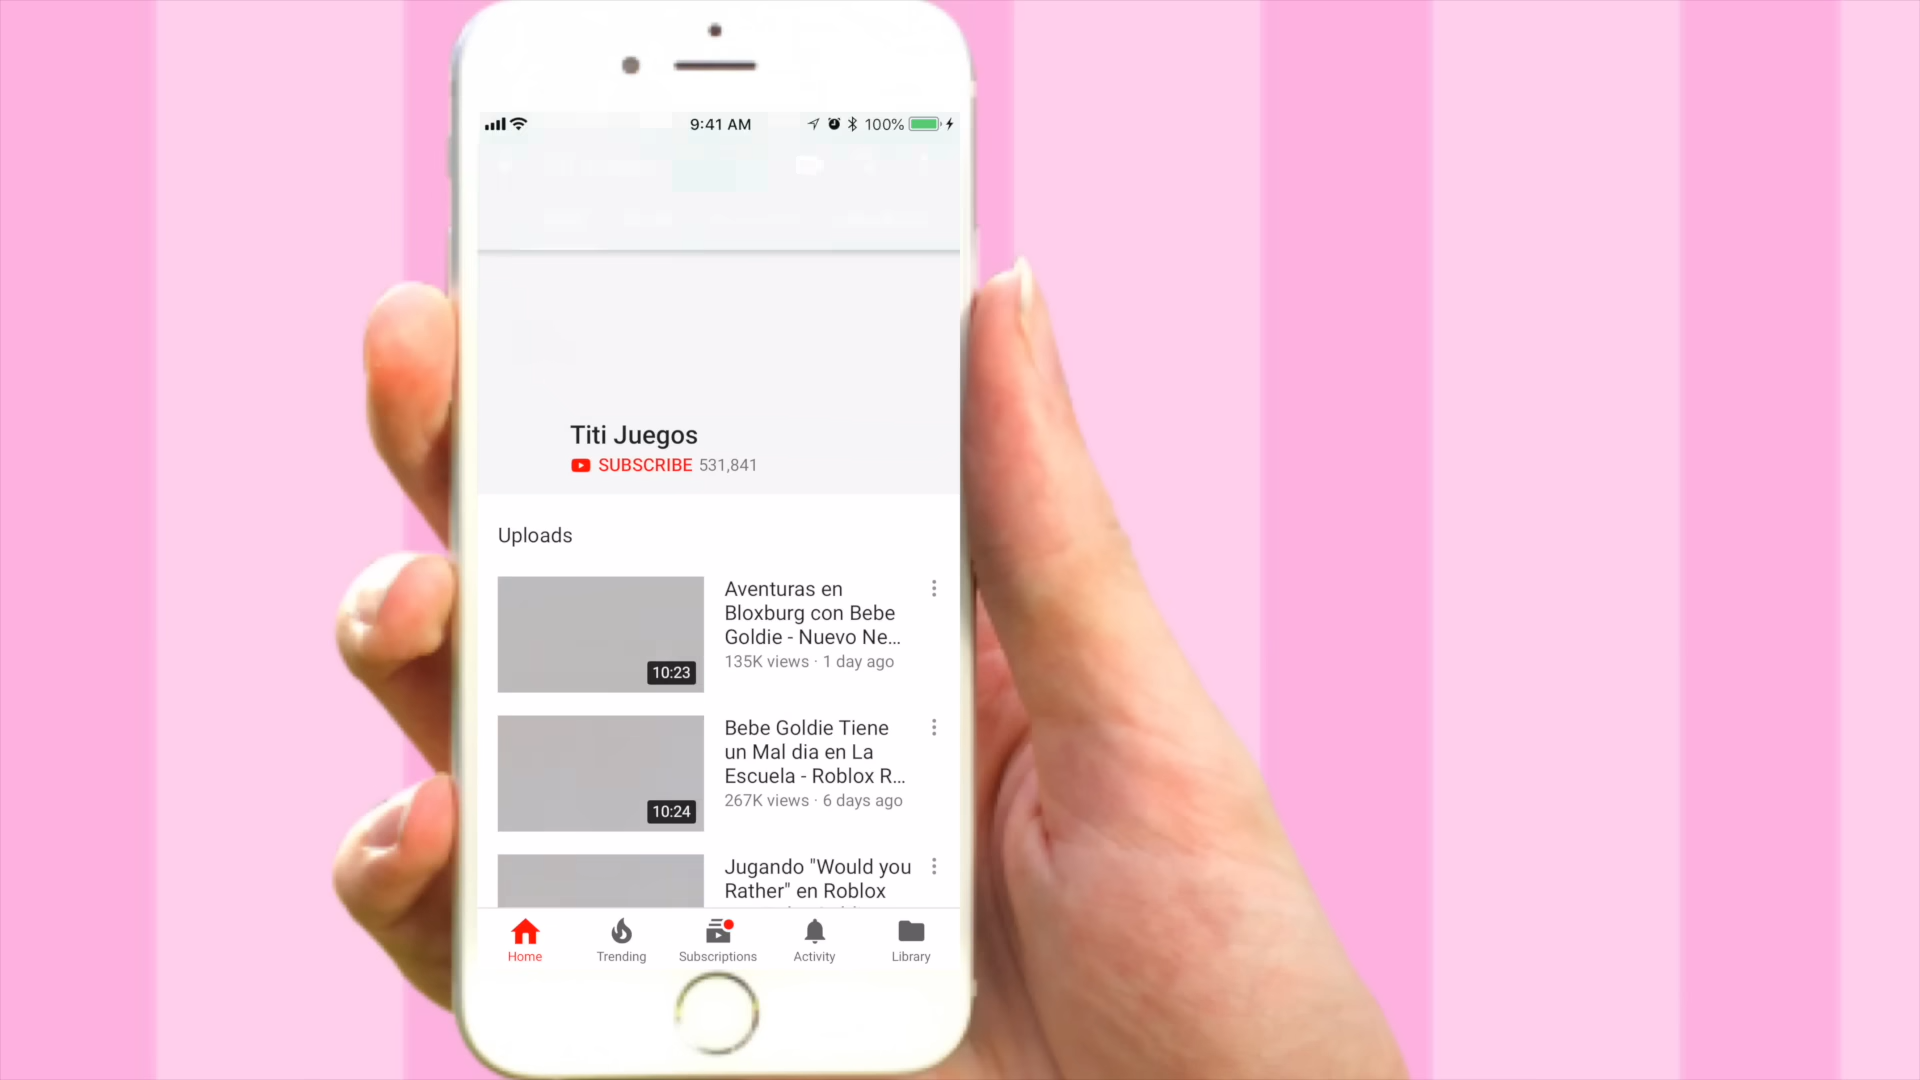 9:41 AM
100%
Titi Juegos
SUBSCRIBE 531,841
Uploads
Aventuras en
Bloxburg con Bebe
Goldie - Nuevo Ne...
135K views · 1 day ago
10:23
Bebe Goldie Tiene
un Mal dia en La
Escuela - Roblox R...
267K views · 6 days ago
10:24
Jugando "Would you
Rather" en Roblox
Home
Trending
Subscriptions
Activity
Library